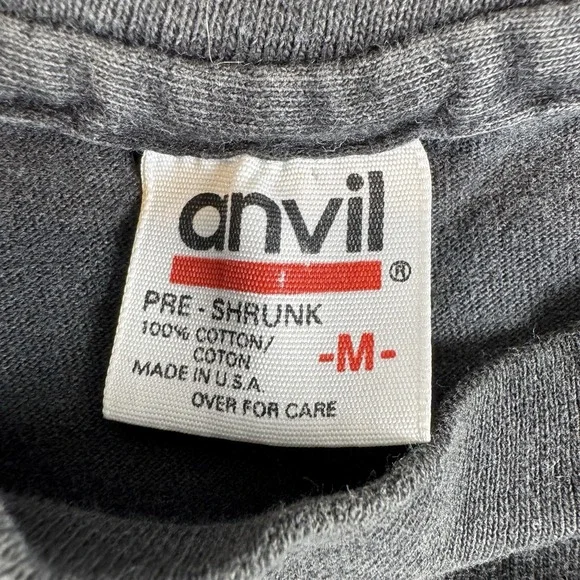 anvil®
PRE-SHRUNK
100% COTTON/
COTON
-M-
MADE IN U.S.A.
OVER FOR CARE